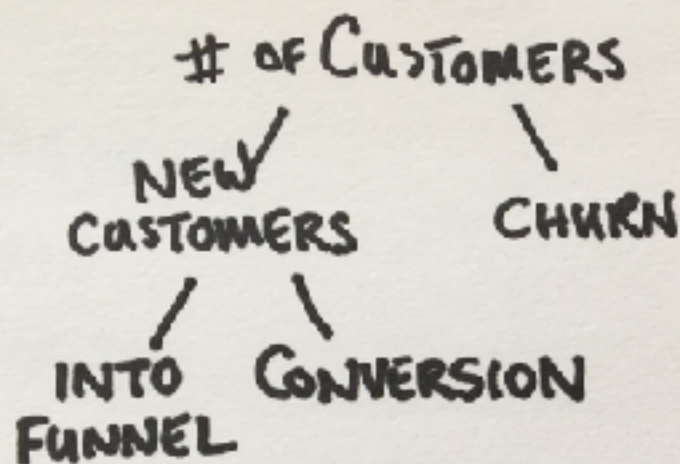 # OF CUSTOMERS
NEW
CUSTOMERS
CHURN
INTO
FUNNEL
CONVERSION